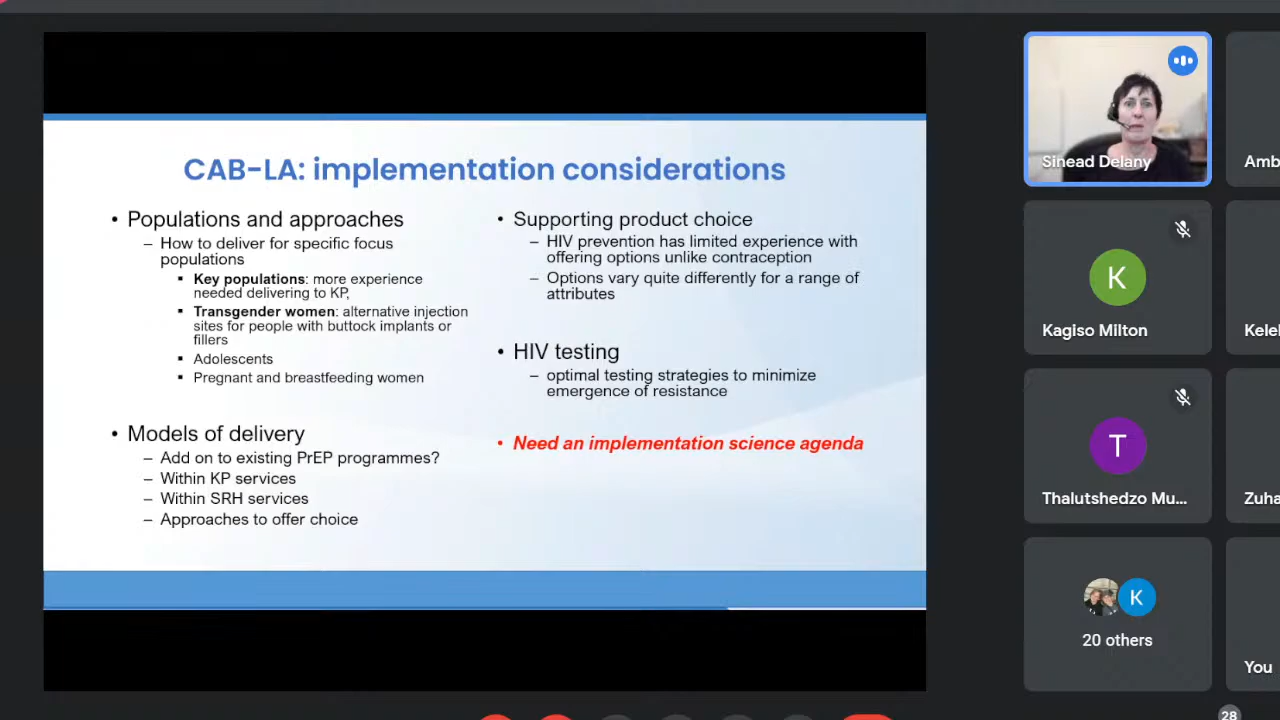 CAB-LA: implementation considerations
• Populations and approaches
– How to deliver for specific focus
populations
▪ Key populations: more experience
needed delivering to KP,
▪ Transgender women: alternative injection
sites for people with buttock implants or
fillers
▪ Adolescents
▪ Pregnant and breastfeeding women
• Models of delivery
– Add on to existing PrEP programmes?
– Within KP services
– Within SRH services
– Approaches to offer choice
• Supporting product choice
– HIV prevention has limited experience with
offering options unlike contraception
– Options vary quite differently for a range of
attributes
• HIV testing
– optimal testing strategies to minimize
emergence of resistance
• Need an implementation science agenda
Sinead Delany
Amb
K
Kagiso Milton
Kelel
T
Thalutshedzo Mu...
Zuha
K
20 others
You
28